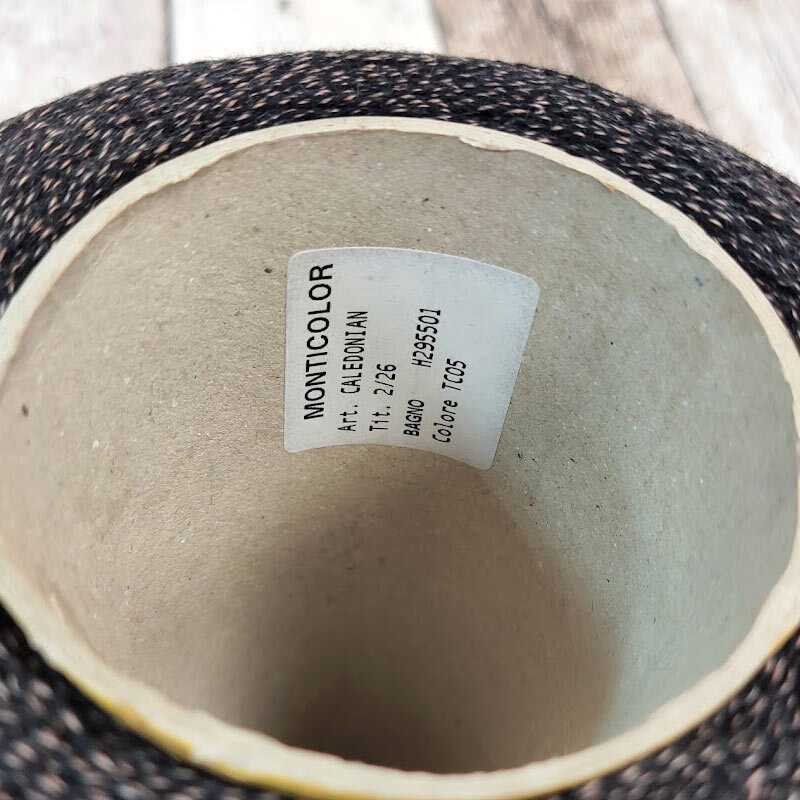 MONTICOLOR
Art. CALEDONIAN
Tit. 2/26
BAGNO H295501
Colore TC05